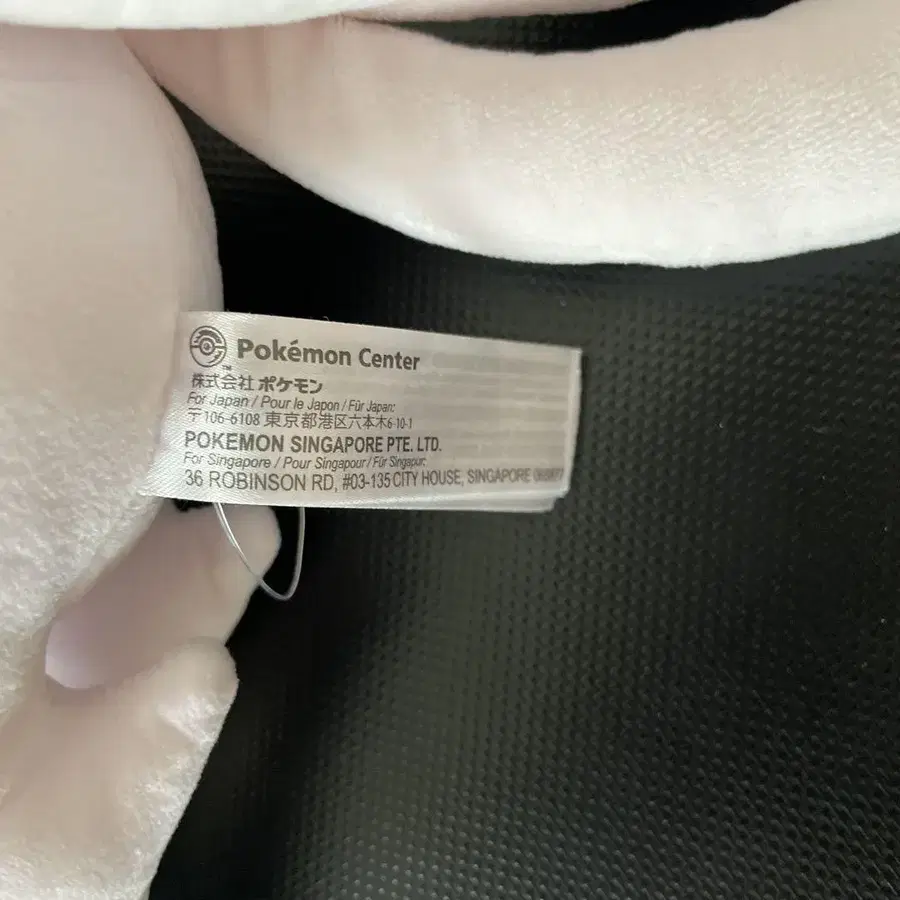 Pokémon Center
TM
株式会社 ポケモン
For Japan / Pour le Japon / Für Japan:
〒106-6108 東京都港区六本木6-10-1
POKEMON SINGAPORE PTE. LTD.
For Singapore / Pour Singapour / Für Singapur:
36 ROBINSON RD, #03-135 CITY HOUSE, SINGAPORE